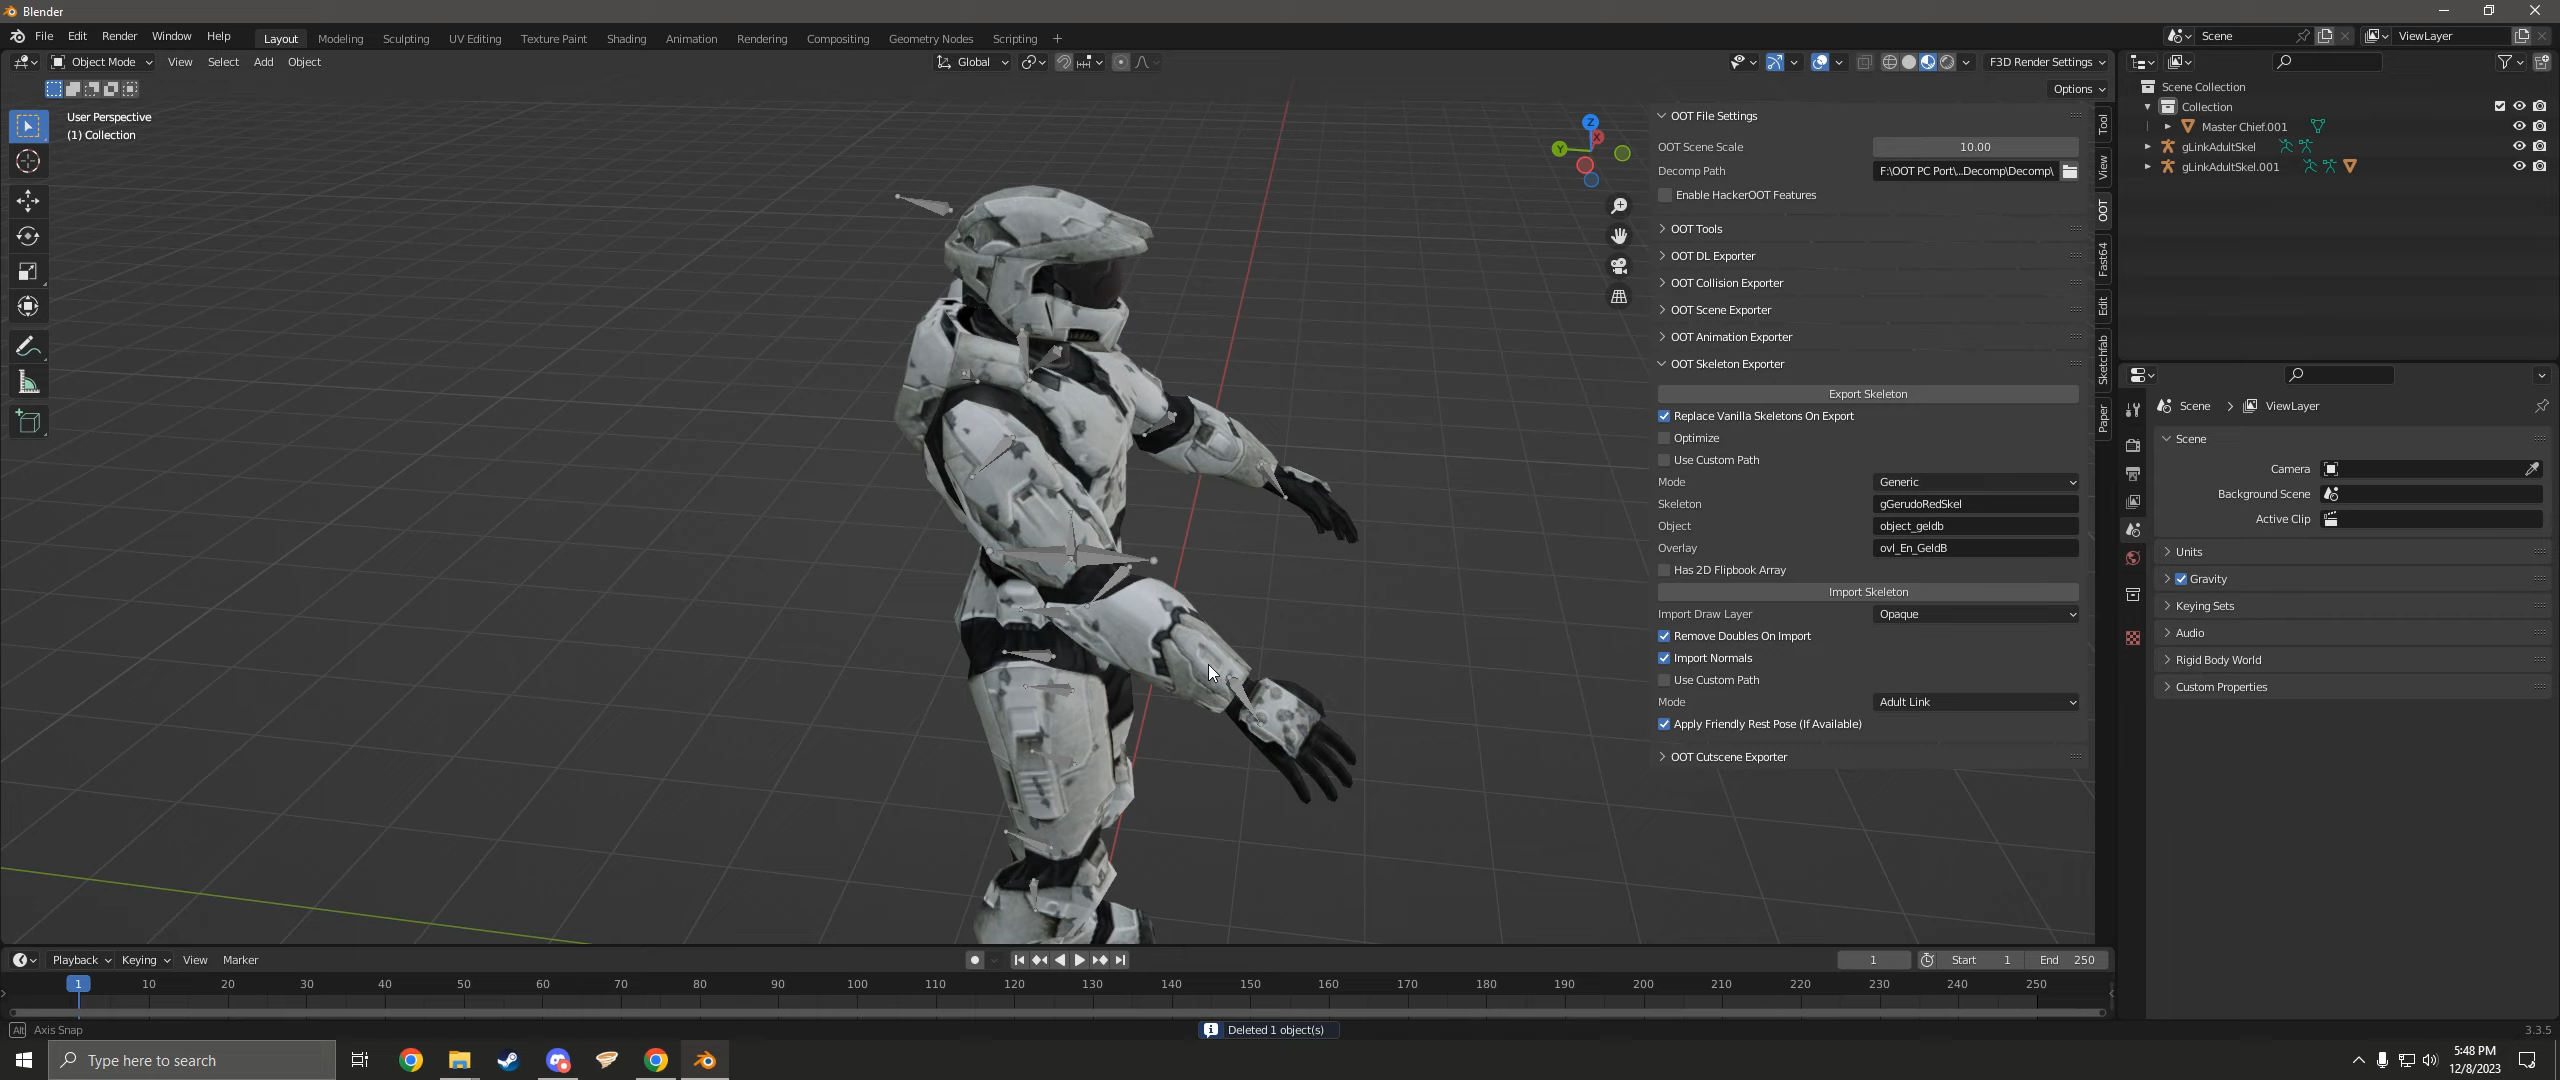 Blender
File Edit Render Window Help Layout Modeling Sculpting UV Editing Texture Paint Shading Animation Rendering Compositing Geometry Nodes Scripting + Scene ViewLayer
Object Mode View Select Add Object Global F3D Render Settings
Options
User Perspective
(1) Collection
Z
X
Y
OOT File Settings
OOT Scene Scale 10.00
Decomp Path F:\OOT PC Port\...Decomp\Decomp\
Enable HackerOOT Features
OOT Tools
OOT DL Exporter
OOT Collision Exporter
OOT Scene Exporter
OOT Animation Exporter
OOT Skeleton Exporter
Export Skeleton
Replace Vanilla Skeletons On Export
Optimize
Use Custom Path
Mode Generic
Skeleton gGerudoRedSkel
Object object_geldb
Overlay ovl_En_GeldB
Has 2D Flipbook Array
Import Skeleton
Import Draw Layer Opaque
Remove Doubles On Import
Import Normals
Use Custom Path
Mode Adult Link
Apply Friendly Rest Pose (If Available)
OOT Cutscene Exporter
Tool
View
OOT
Fast64
Edit
Sketchfab
Paper
Scene Collection
Collection
Master Chief.001
gLinkAdultSkel
gLinkAdultSkel.001
Scene ViewLayer
Scene
Camera
Background Scene
Active Clip
Units
Gravity
Keying Sets
Audio
Rigid Body World
Custom Properties
Playback Keying View Marker 1 Start 1 End 250
1 10 20 30 40 50 60 70 80 90 100 110 120 130 140 150 160 170 180 190 200 210 220 230 240 250
Alt Axis Snap Deleted 1 object(s) 3.3.5
Type here to search
5:48 PM
12/8/2023